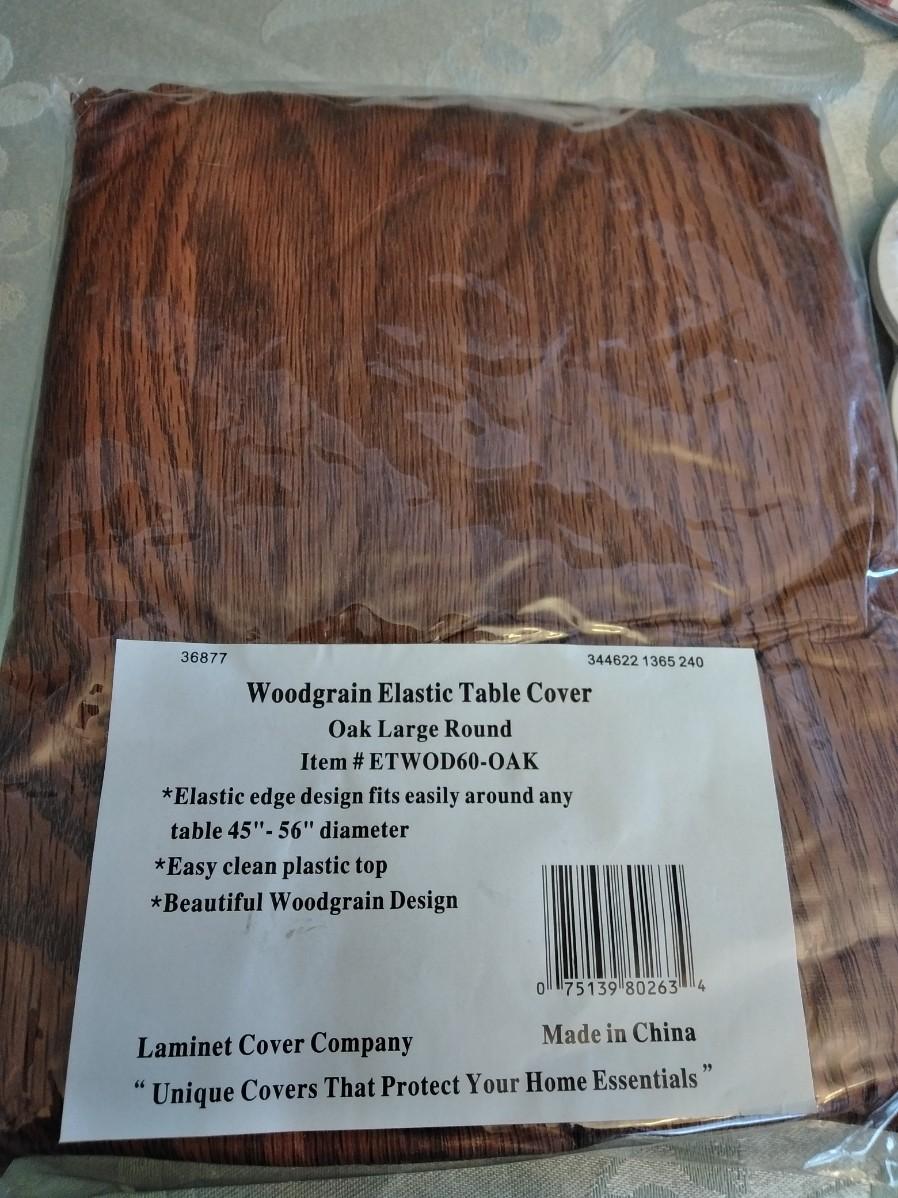 36877 344622 1365 240
Woodgrain Elastic Table Cover
Oak Large Round
Item # ETWOD60-OAK
*Elastic edge design fits easily around any
table 45"- 56" diameter
*Easy clean plastic top
*Beautiful Woodgrain Design
0 75139 80263 4
Laminet Cover Company Made in China
“ Unique Covers That Protect Your Home Essentials ”